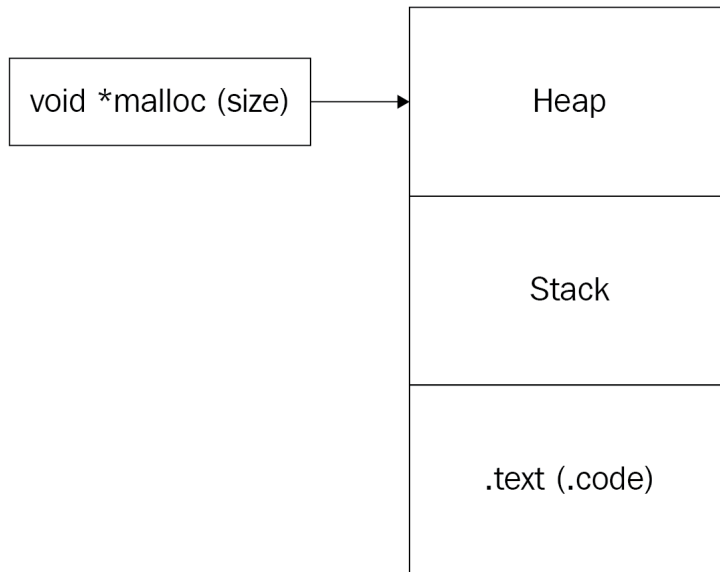 void *malloc (size)
Heap
Stack
.text (.code)